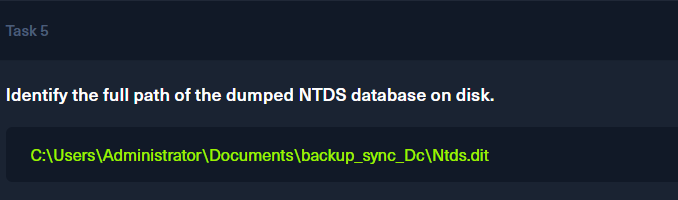 Task 5
Identify the full path of the dumped NTDS database on disk.
C:\Users\Administrator\Documents\backup_sync_Dc\Ntds.dit